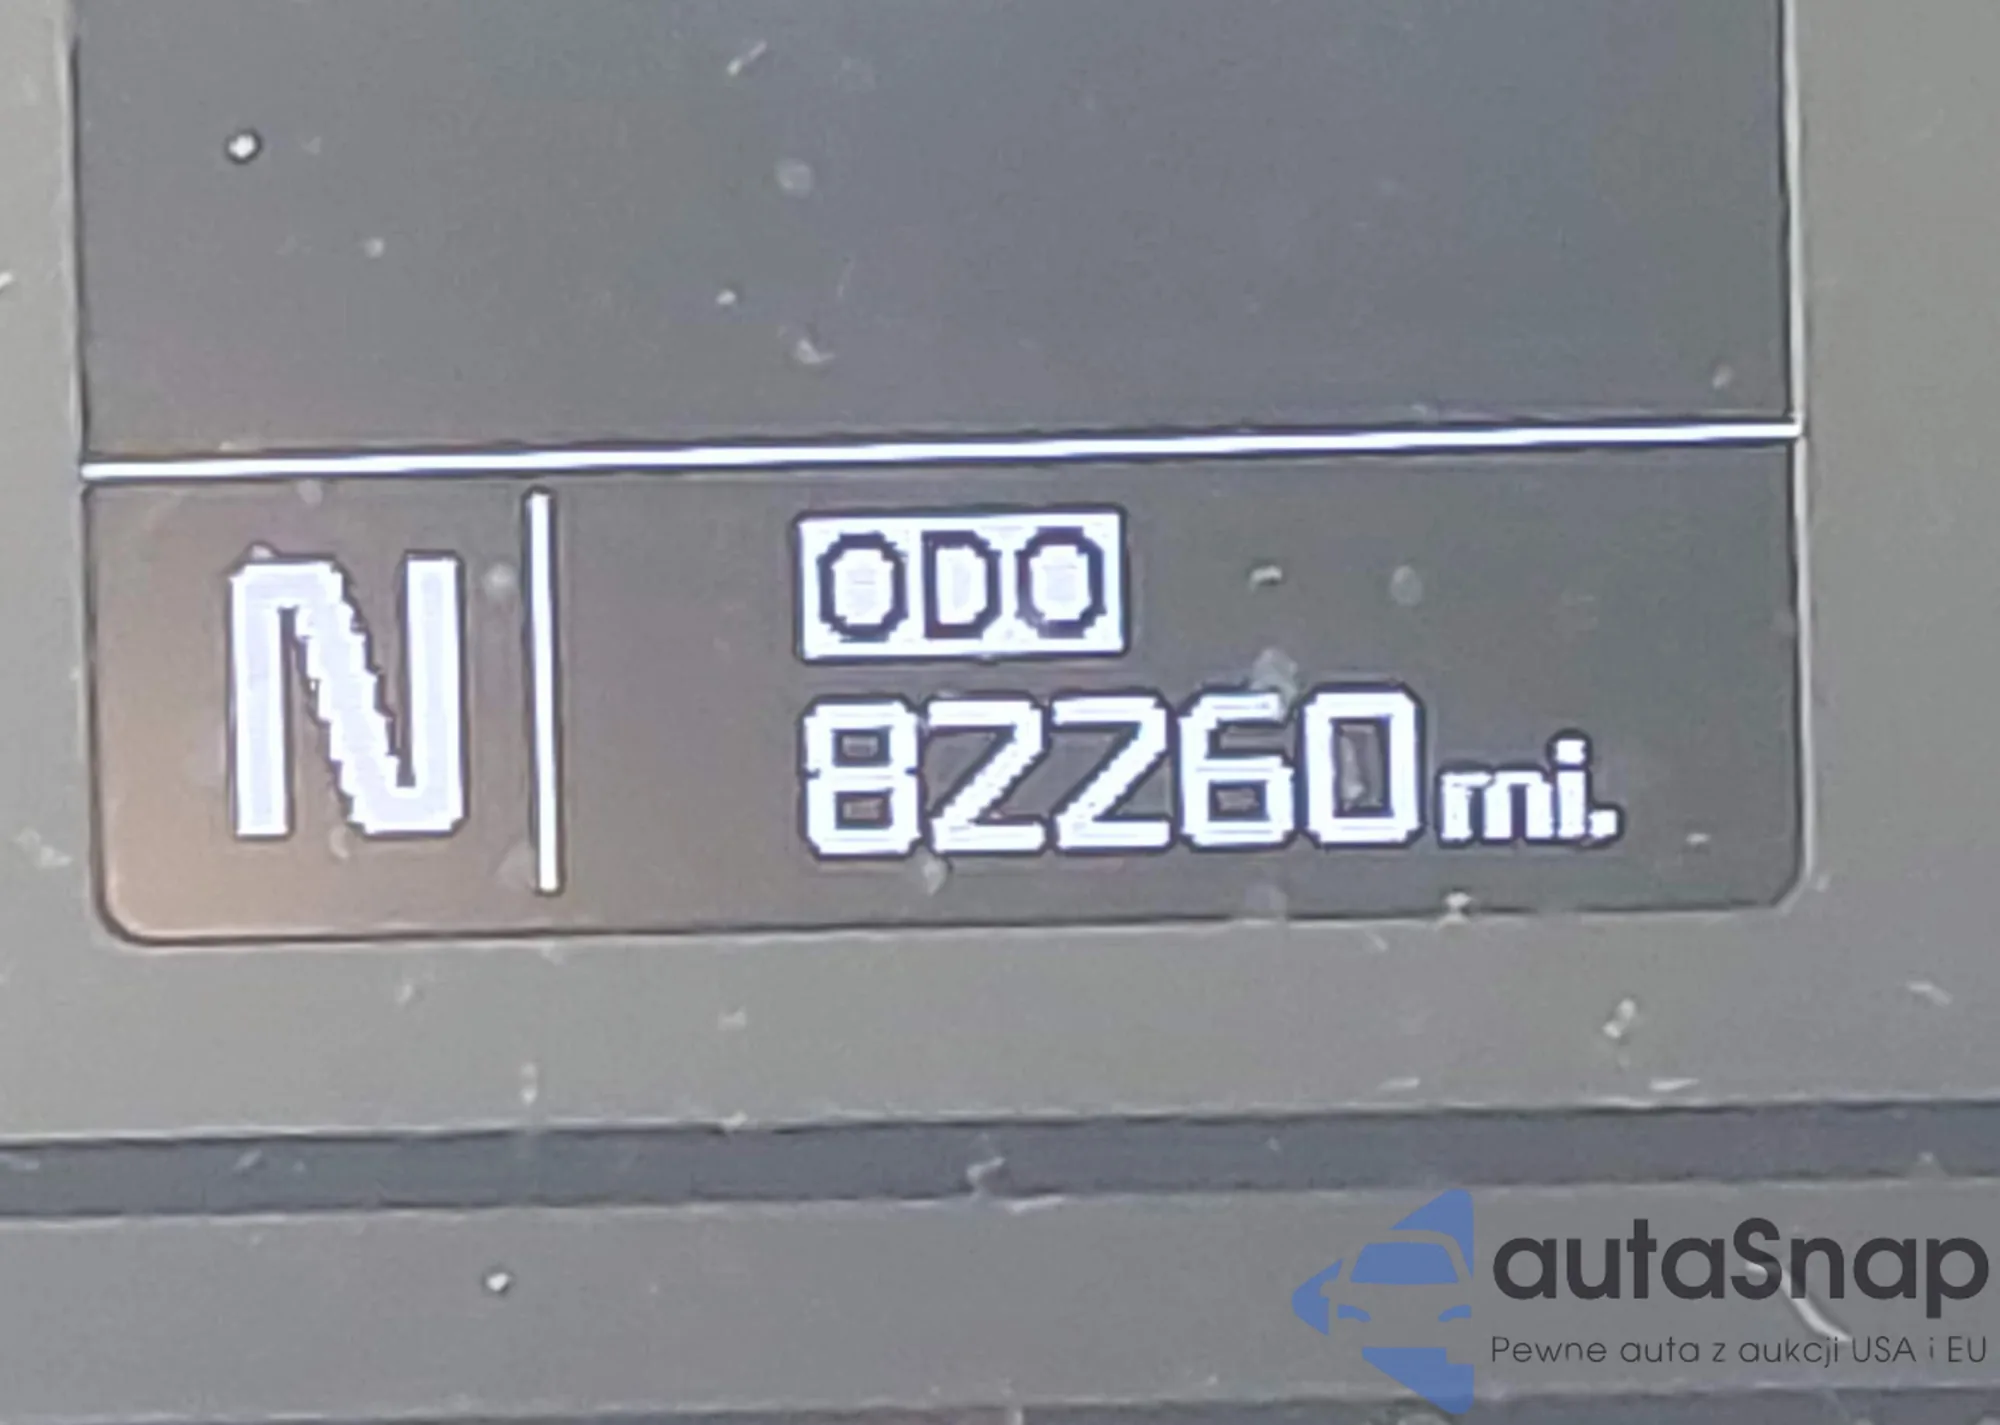 N
ODO
82260 mi.
autaSnap
Pewne auta z aukcji USA i EU